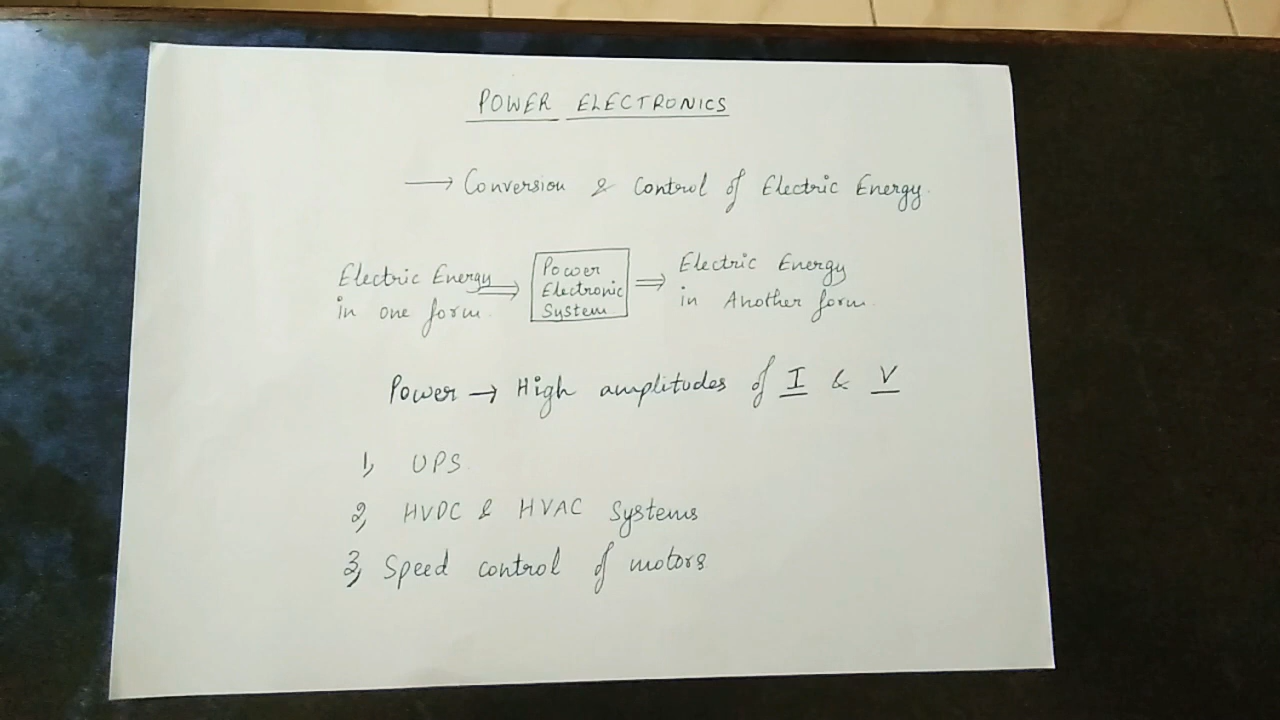 POWER ELECTRONICS
→ Conversion & Control of Electric Energy.
Electric Energy
in one form.
⇒
Power
Electronic
System
⇒
Electric Energy
in Another form.
Power → High amplitudes of I & V
1, UPS.
2, HVDC & HVAC Systems
3, Speed control of motors